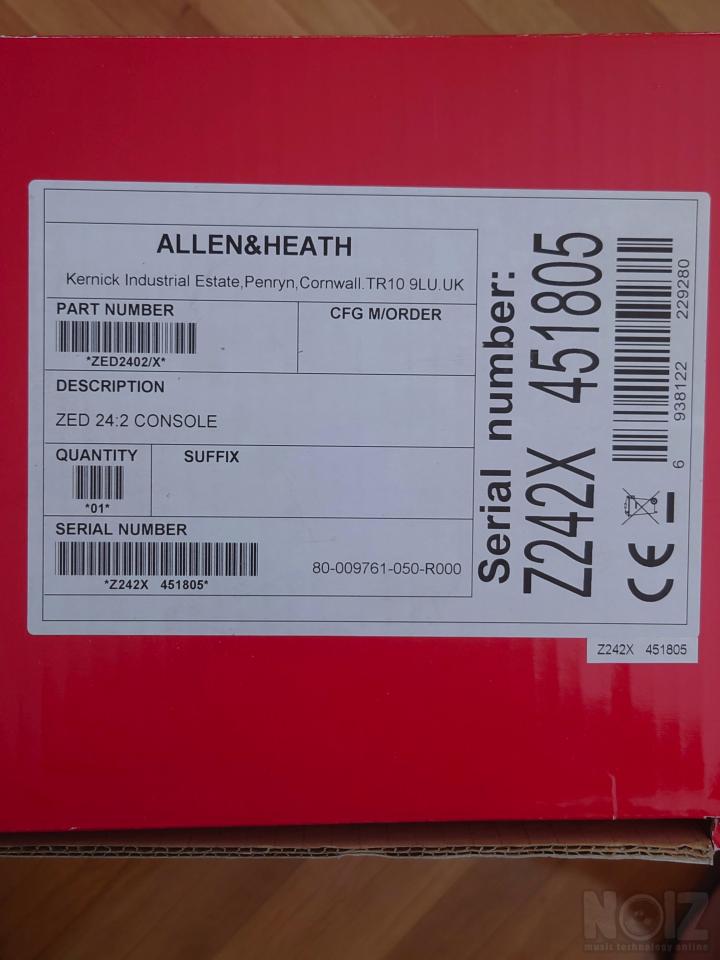 ALLEN&HEATH
Kernick Industrial Estate,Penryn,Cornwall.TR10 9LU.UK
PART NUMBER
*ZED2402/X*
CFG M/ORDER
DESCRIPTION
ZED 24:2 CONSOLE
QUANTITY
*01*
SUFFIX
SERIAL NUMBER
*Z242X 451805*
80-009761-050-R000
Serial number:
Z242X 451805
6 938122 229280
CE
Z242X 451805
NOIZ
music technology online